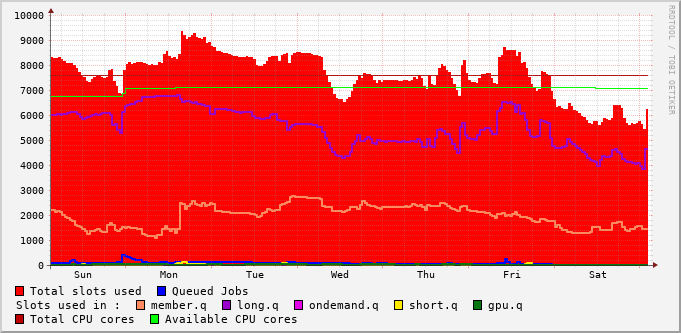 10000
9000
8000
7000
6000
5000
4000
3000
2000
1000
0
Sun Mon Tue Wed Thu Fri Sat
RRDTOOL / TOBI OETIKER
Total slots used Queued Jobs
Slots used in : member.q long.q ondemand.q short.q gpu.q
Total CPU cores Available CPU cores